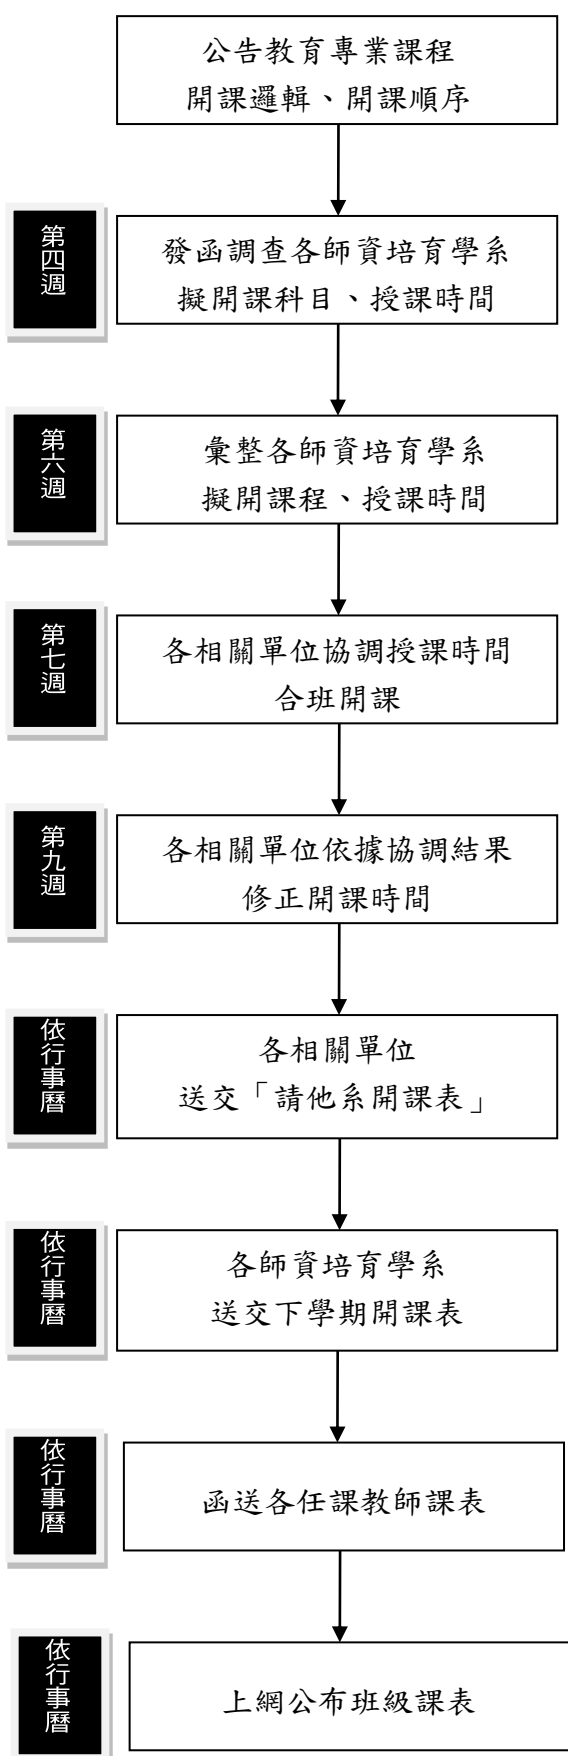 公告教育專業課程
開課邏輯、開課順序
第四週
發函調查各師資培育學系
擬開課科目、授課時間
第六週
彙整各師資培育學系
擬開課程、授課時間
第七週
各相關單位協調授課時間
合班開課
第九週
各相關單位依據協調結果
修正開課時間
依行事曆
各相關單位
送交「請他系開課表」
依行事曆
各師資培育學系
送交下學期開課表
依行事曆
函送各任課教師課表
依行事曆
上網公布班級課表